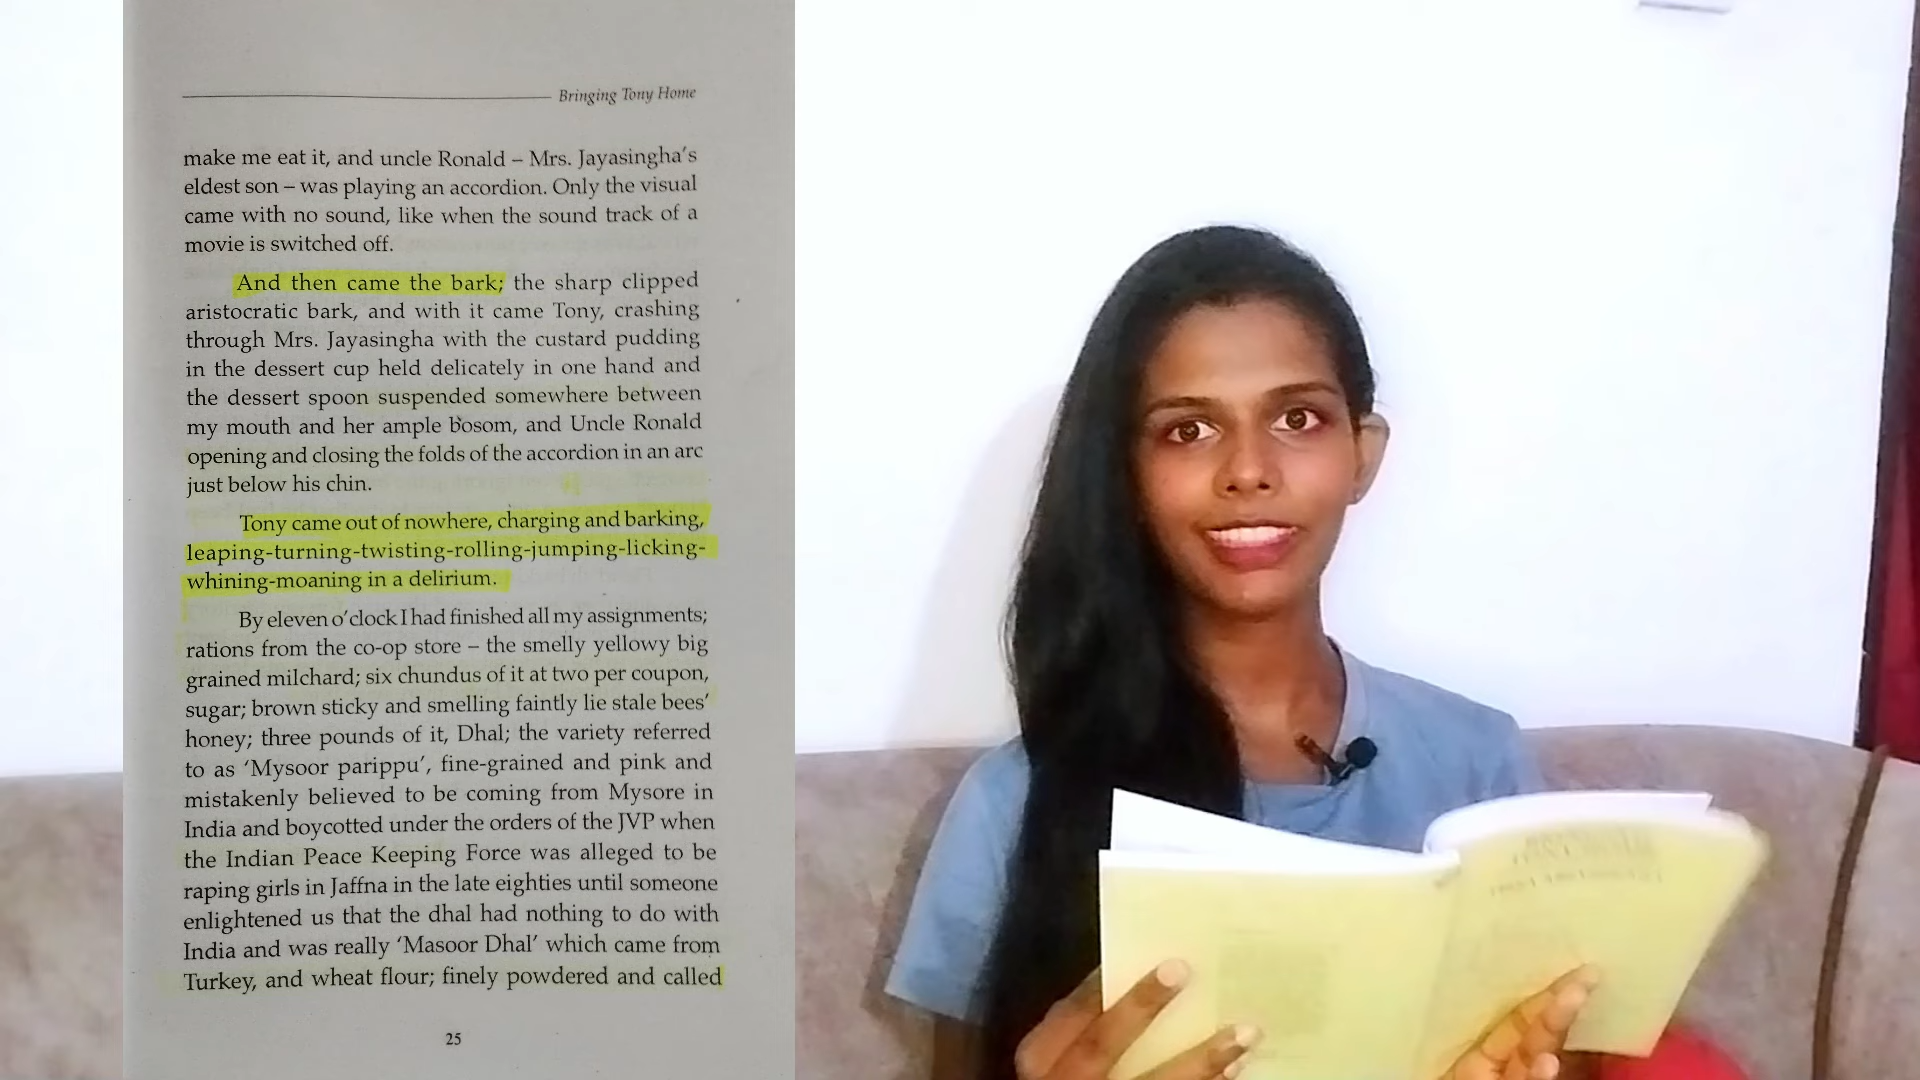 Bringing Tony Home
make me eat it, and uncle Ronald – Mrs. Jayasingha's
eldest son – was playing an accordion. Only the visual
came with no sound, like when the sound track of a
movie is switched off.
And then came the bark; the sharp clipped
aristocratic bark, and with it came Tony, crashing
through Mrs. Jayasingha with the custard pudding
in the dessert cup held delicately in one hand and
the dessert spoon suspended somewhere between
my mouth and her ample bosom, and Uncle Ronald
opening and closing the folds of the accordion in an arc
just below his chin.
Tony came out of nowhere, charging and barking,
leaping-turning-twisting-rolling-jumping-licking-
whining-moaning in a delirium.
By eleven o'clock I had finished all my assignments;
rations from the co-op store – the smelly yellowy big
grained milchard; six chundus of it at two per coupon,
sugar; brown sticky and smelling faintly lie stale bees'
honey; three pounds of it, Dhal; the variety referred
to as 'Mysoor parippu', fine-grained and pink and
mistakenly believed to be coming from Mysore in
India and boycotted under the orders of the JVP when
the Indian Peace Keeping Force was alleged to be
raping girls in Jaffna in the late eighties until someone
enlightened us that the dhal had nothing to do with
India and was really 'Masoor Dhal' which came from
Turkey, and wheat flour; finely powdered and called
25